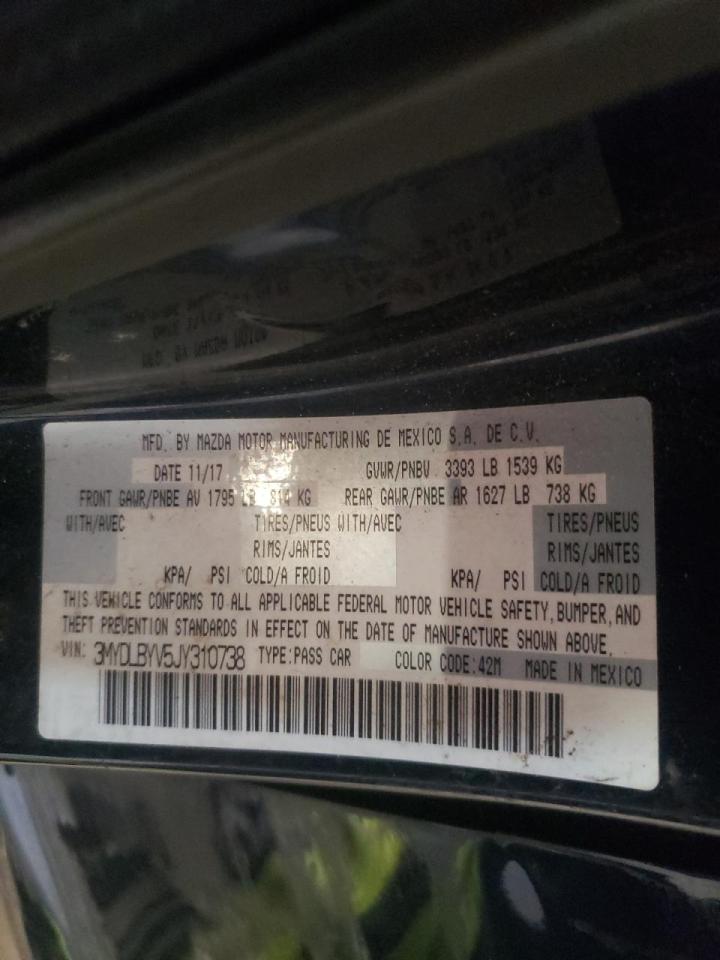 MFD. BY MAZDA MOTOR MANUFACTURING DE MEXICO S.A. DE C.V.
DATE 11/17 GVWR/PNBV 3393 LB 1539 KG
FRONT GAWR/PNBE AV 1795 LB 814 KG REAR GAWR/PNBE AR 1627 LB 738 KG
WITH/AVEC TIRES/PNEUS WITH/AVEC TIRES/PNEUS
RIMS/JANTES RIMS/JANTES
KPA/ PSI COLD/A FROID KPA/ PSI COLD/A FROID
THIS VEHICLE CONFORMS TO ALL APPLICABLE FEDERAL MOTOR VEHICLE SAFETY, BUMPER, AND
THEFT PREVENTION STANDARDS IN EFFECT ON THE DATE OF MANUFACTURE SHOWN ABOVE.
VIN: 3MYDLBYV5JY310738 TYPE:PASS CAR COLOR CODE:42M MADE IN MEXICO